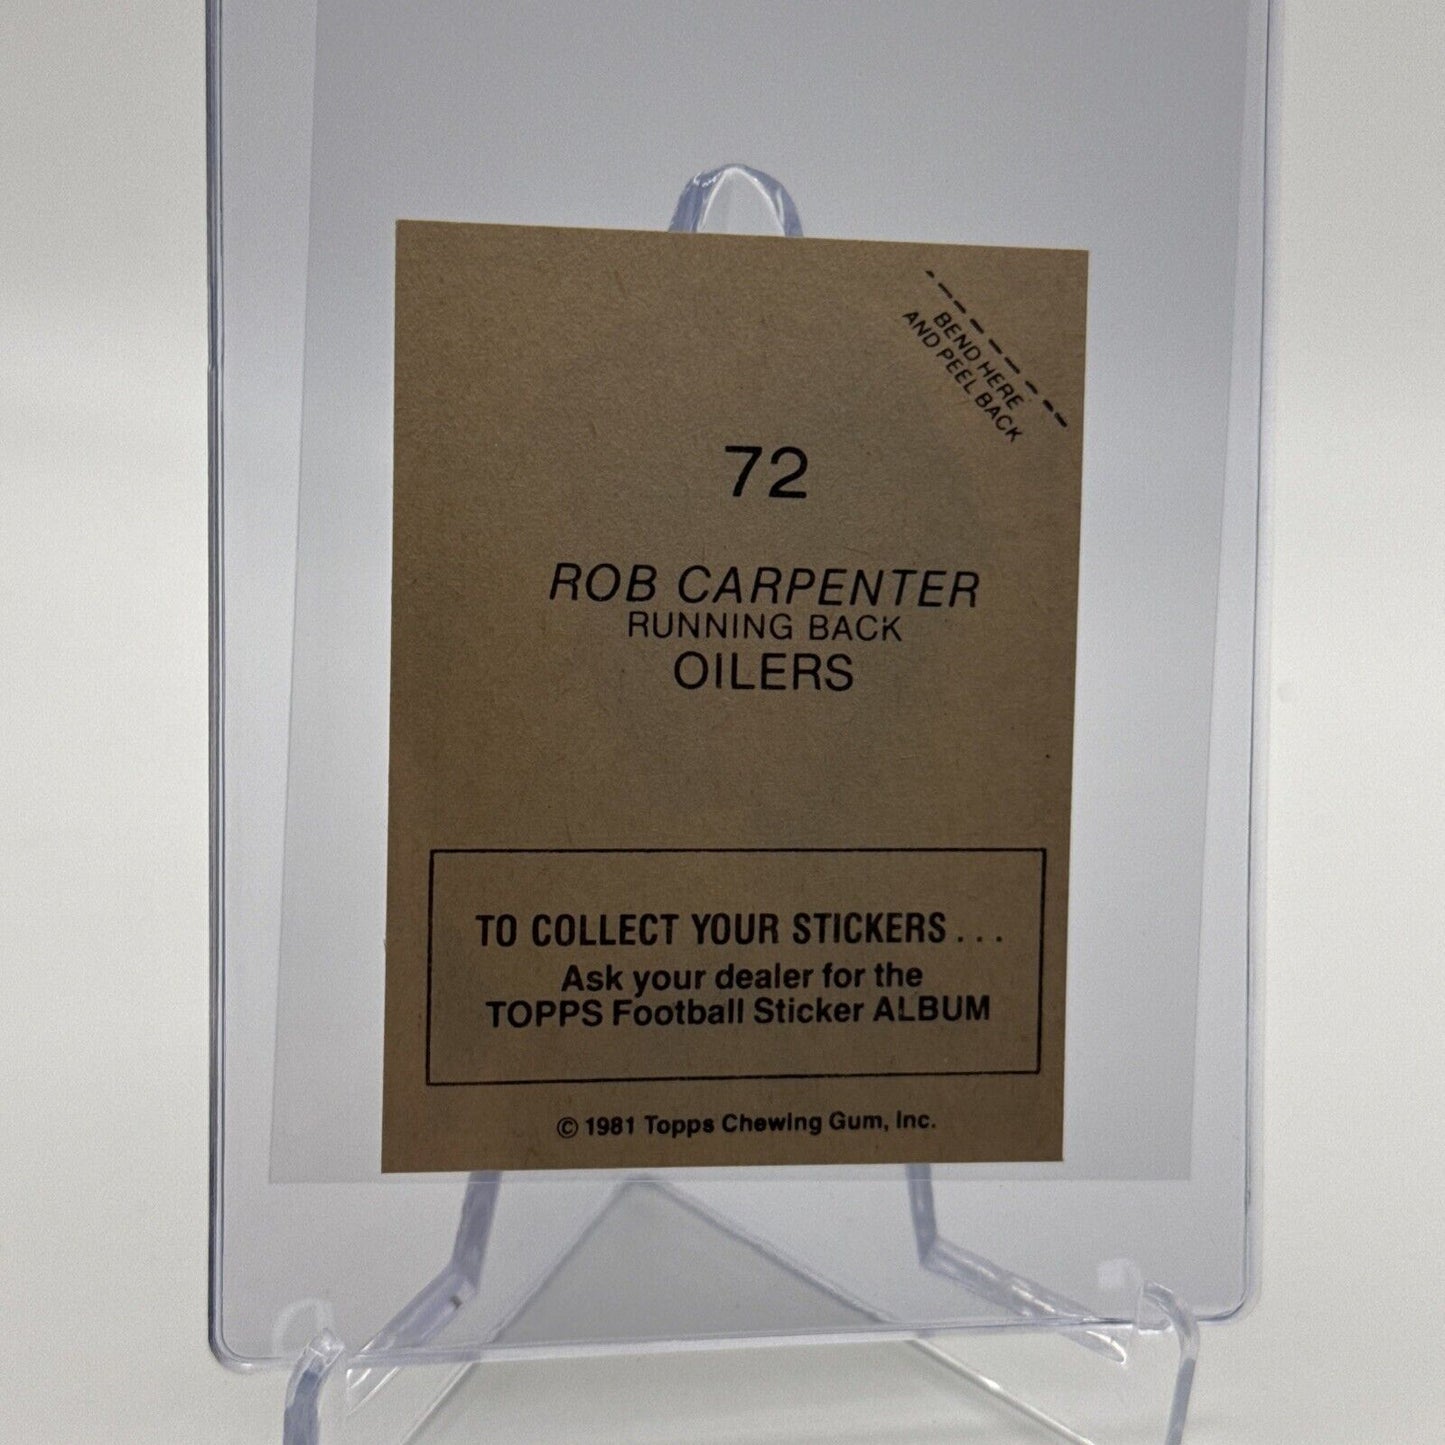 BEND HERE
AND PEEL BACK
72
ROB CARPENTER
RUNNING BACK
OILERS
TO COLLECT YOUR STICKERS . . .
Ask your dealer for the
TOPPS Football Sticker ALBUM
© 1981 Topps Chewing Gum, Inc.